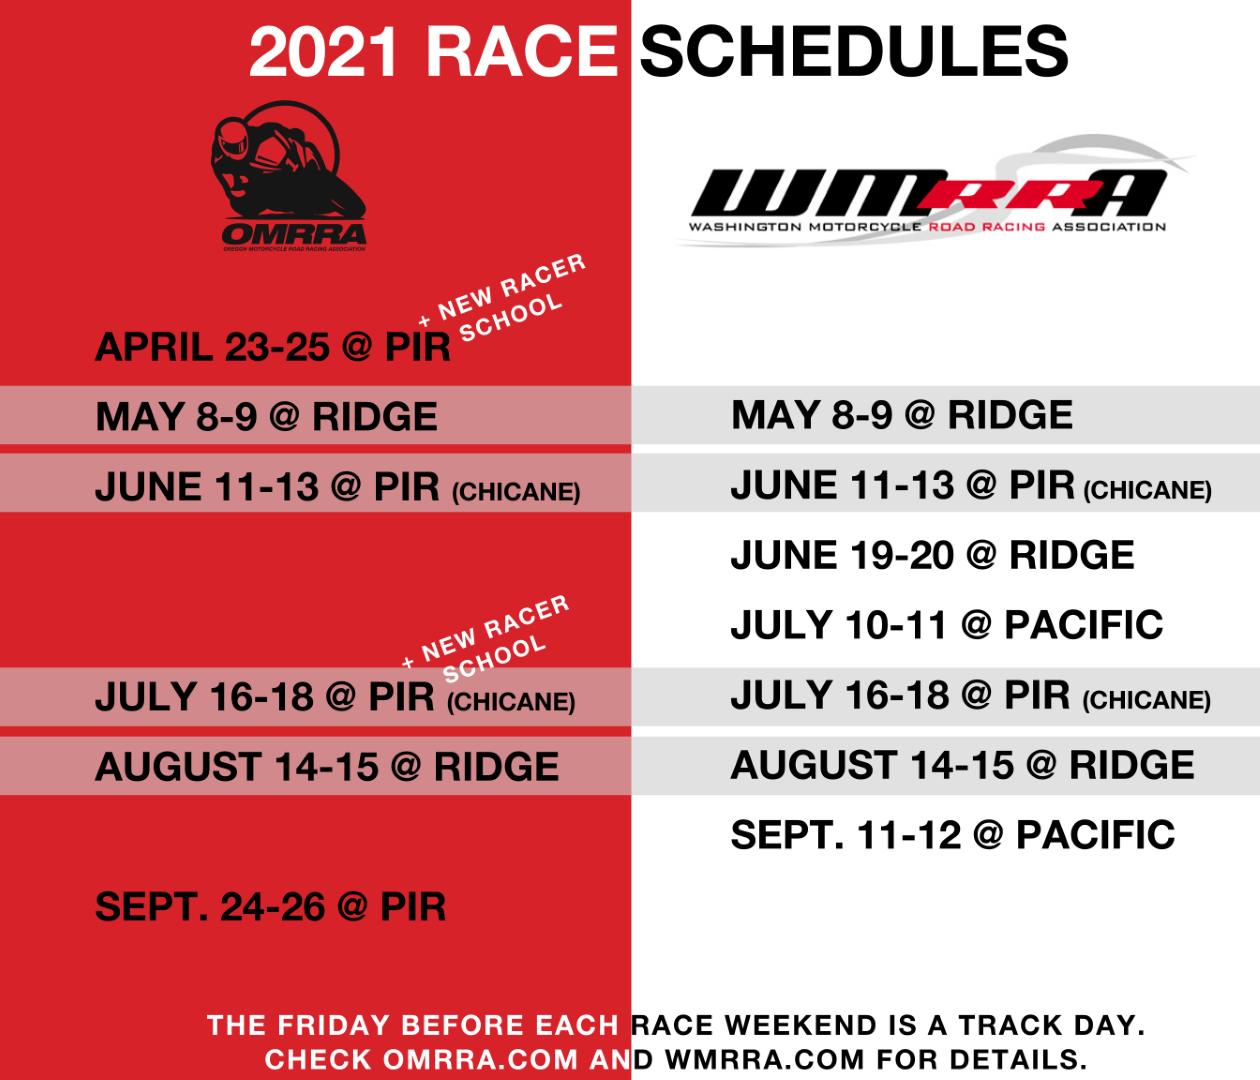 2021 RACE SCHEDULES
OMRRA
OREGON MOTORCYCLE ROAD RACING ASSOCIATION
+ NEW RACER
SCHOOL
APRIL 23-25 @ PIR
MAY 8-9 @ RIDGE
JUNE 11-13 @ PIR (CHICANE)
+ NEW RACER
SCHOOL
JULY 16-18 @ PIR (CHICANE)
AUGUST 14-15 @ RIDGE
SEPT. 24-26 @ PIR
WMRRA
WASHINGTON MOTORCYCLE ROAD RACING ASSOCIATION
MAY 8-9 @ RIDGE
JUNE 11-13 @ PIR (CHICANE)
JUNE 19-20 @ RIDGE
JULY 10-11 @ PACIFIC
JULY 16-18 @ PIR (CHICANE)
AUGUST 14-15 @ RIDGE
SEPT. 11-12 @ PACIFIC
THE FRIDAY BEFORE EACH RACE WEEKEND IS A TRACK DAY.
CHECK OMRRA.COM AND WMRRA.COM FOR DETAILS.